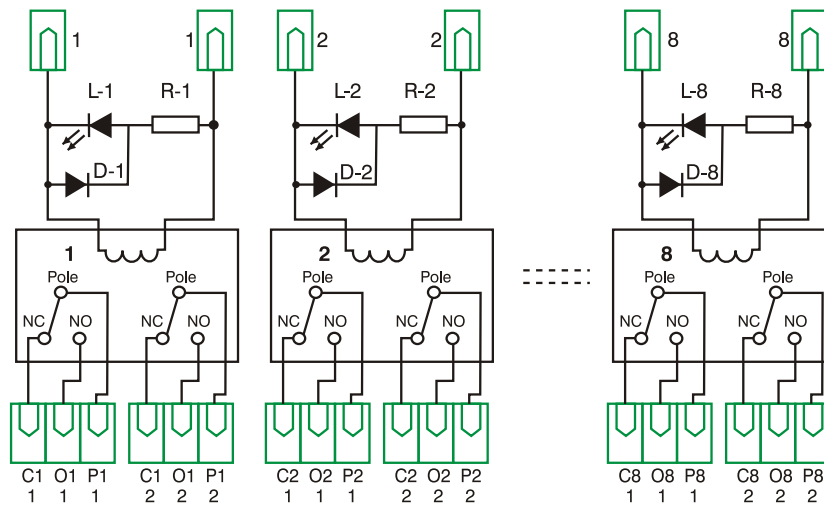 1 1 2 2 8 8
L-1 R-1 L-2 R-2 L-8 R-8
D-1 D-2 D-8
1 2 8
Pole Pole Pole Pole Pole Pole
NC NO NC NO NC NO NC NO NC NO NC NO
C1 O1 P1 C1 O1 P1 C2 O2 P2 C2 O2 P2 C8 O8 P8 C8 O8 P8
1 1 1 2 2 2 1 1 1 2 2 2 1 1 1 2 2 2